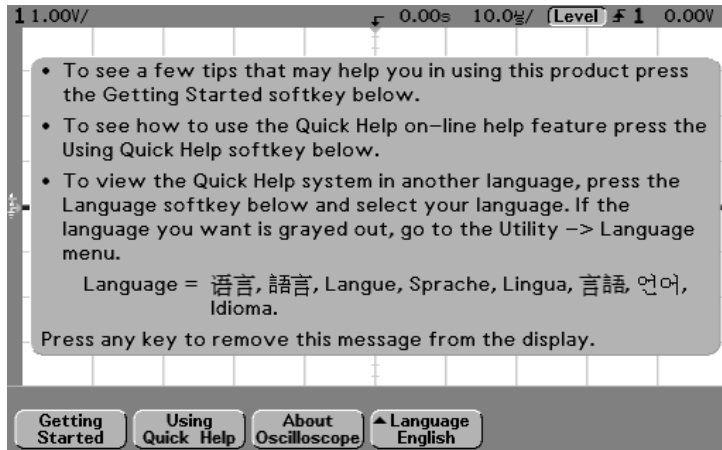 1 1.00V/ 0.00s 10.0㎲/ Level 1 0.00V
• To see a few tips that may help you in using this product press
the Getting Started softkey below.
• To see how to use the Quick Help on-line help feature press the
Using Quick Help softkey below.
• To view the Quick Help system in another language, press the
Language softkey below and select your language. If the
language you want is grayed out, go to the Utility -> Language
menu.
Language = 语言, 語言, Langue, Sprache, Lingua, 言語, 언어,
Idioma.
Press any key to remove this message from the display.
Getting Started
Using Quick Help
About Oscilloscope
Language English